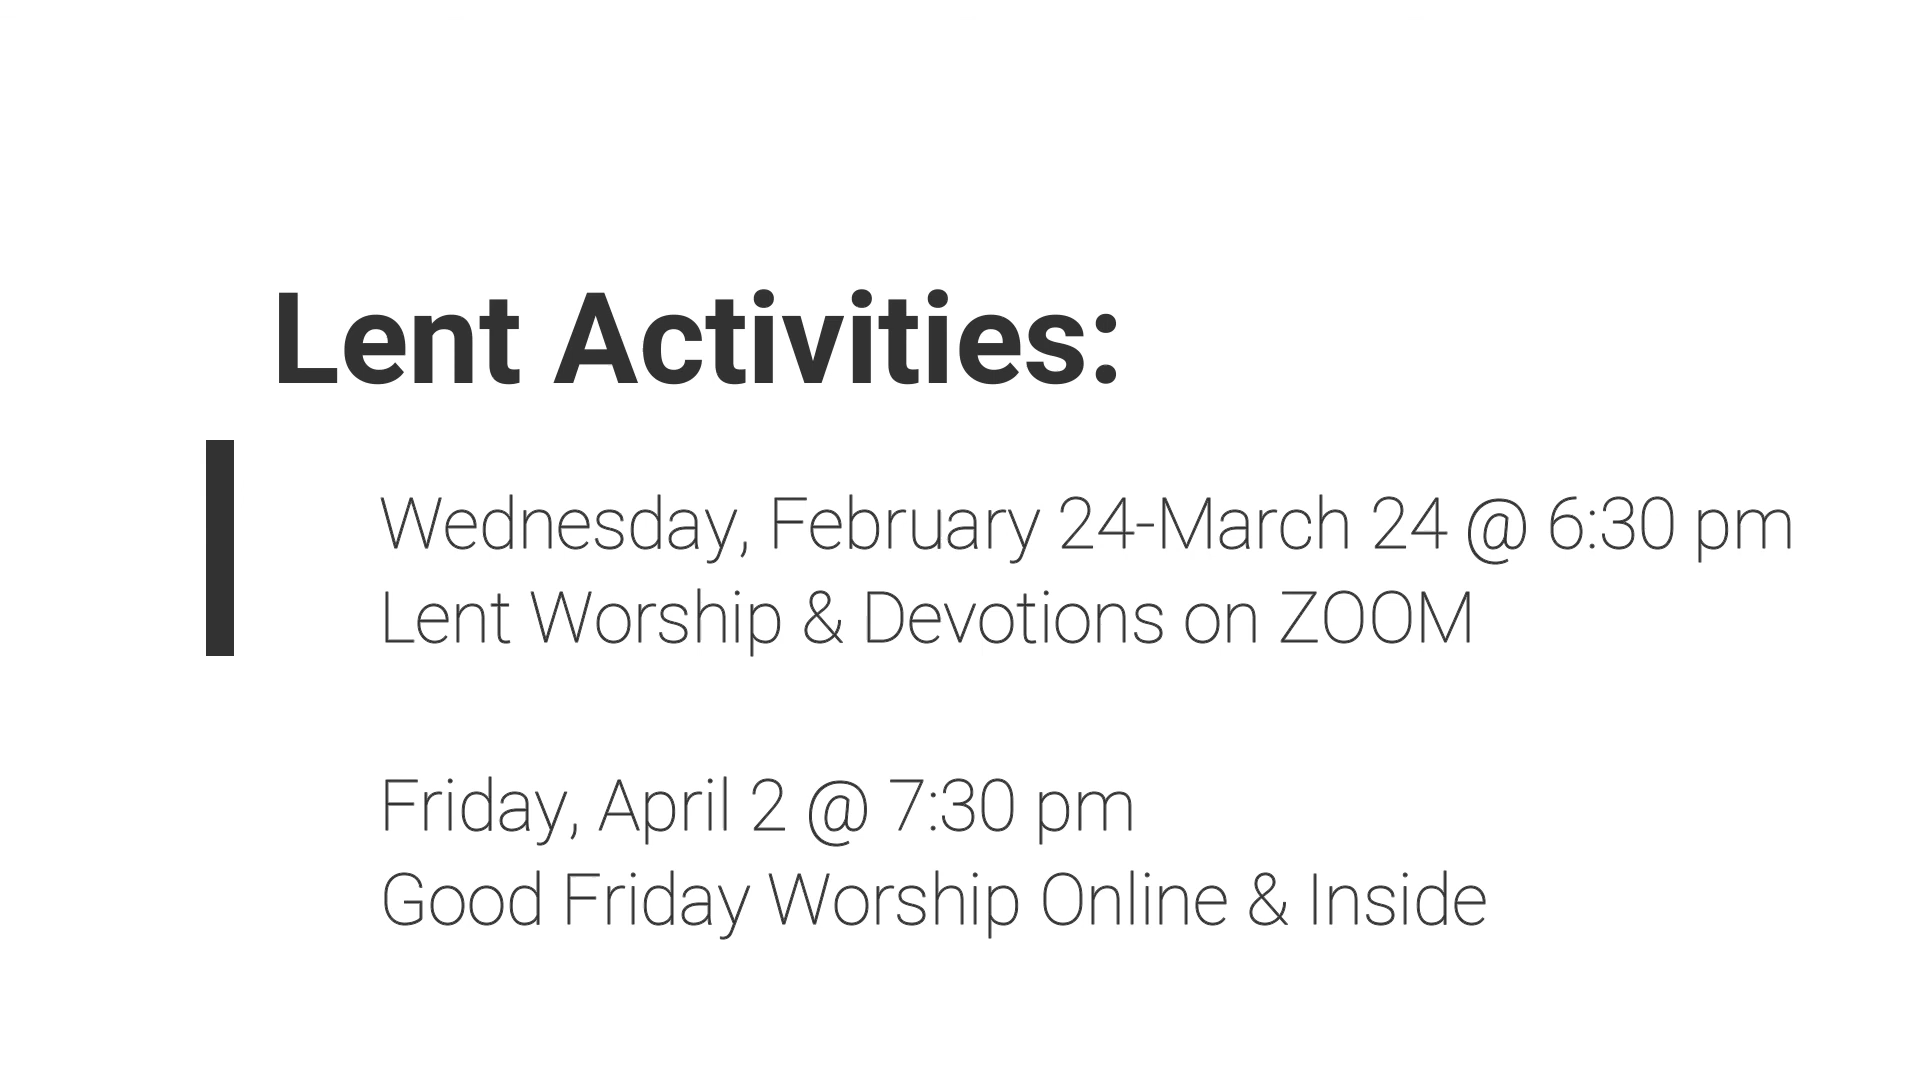 Lent Activities:
Wednesday, February 24-March 24 @ 6:30 pm
Lent Worship & Devotions on ZOOM
Friday, April 2 @ 7:30 pm
Good Friday Worship Online & Inside